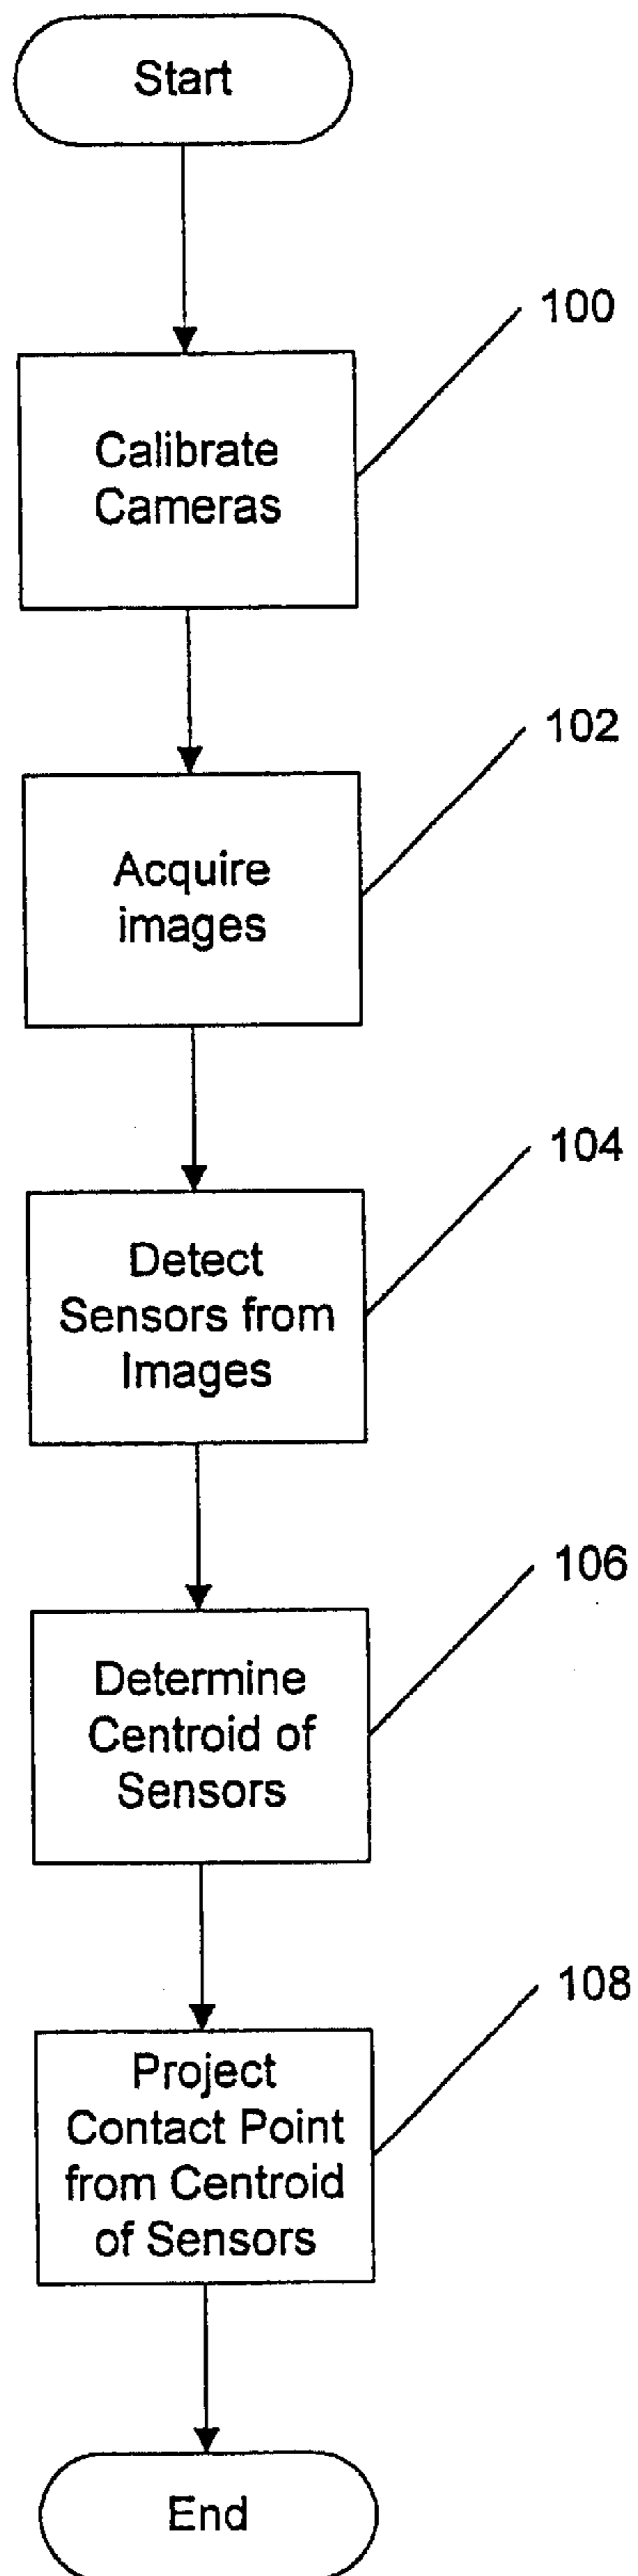 Start
100
Calibrate
Cameras
102
Acquire
images
104
Detect
Sensors from
Images
106
Determine
Centroid of
Sensors
108
Project
Contact Point
from Centroid
of Sensors
End